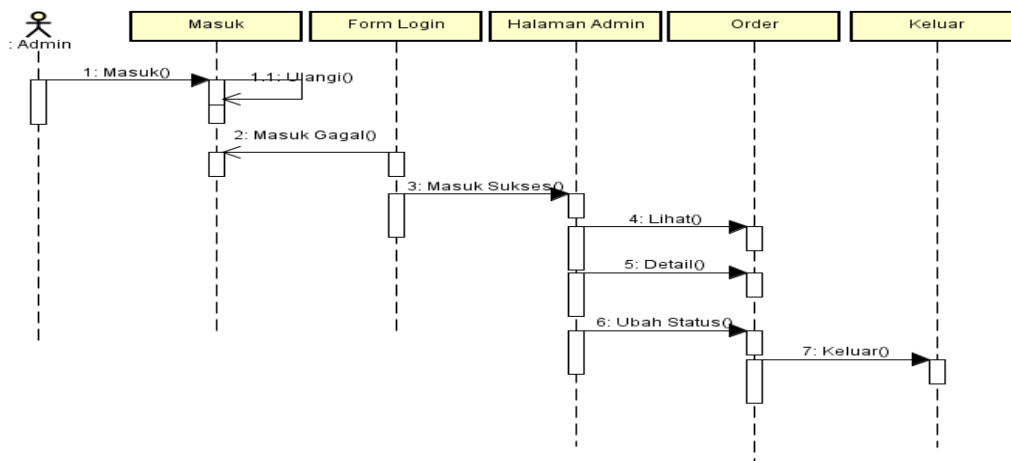 : Admin
Masuk
Form Login
Halaman Admin
Order
Keluar
1: Masuk()
1.1: Ulangi()
2: Masuk Gagal()
3: Masuk Sukses()
4: Lihat()
5: Detail()
6: Ubah Status()
7: Keluar()